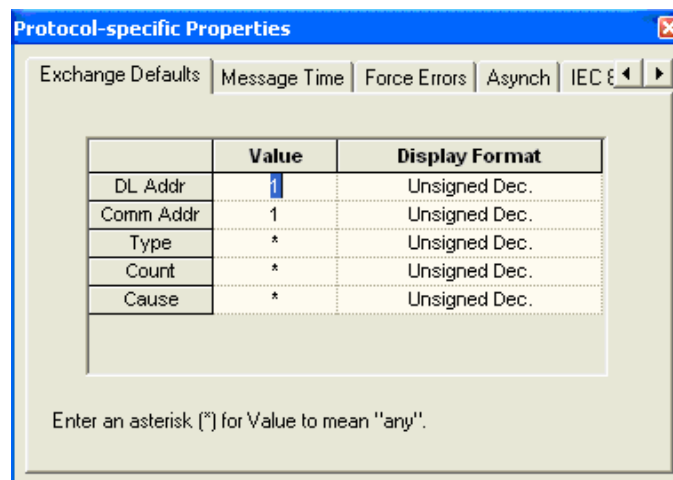 Protocol-specific Properties
Exchange Defaults Message Time Force Errors Asynch IEC
Value Display Format
DL Addr 1 Unsigned Dec.
Comm Addr 1 Unsigned Dec.
Type * Unsigned Dec.
Count * Unsigned Dec.
Cause * Unsigned Dec.
Enter an asterisk (*) for Value to mean "any".